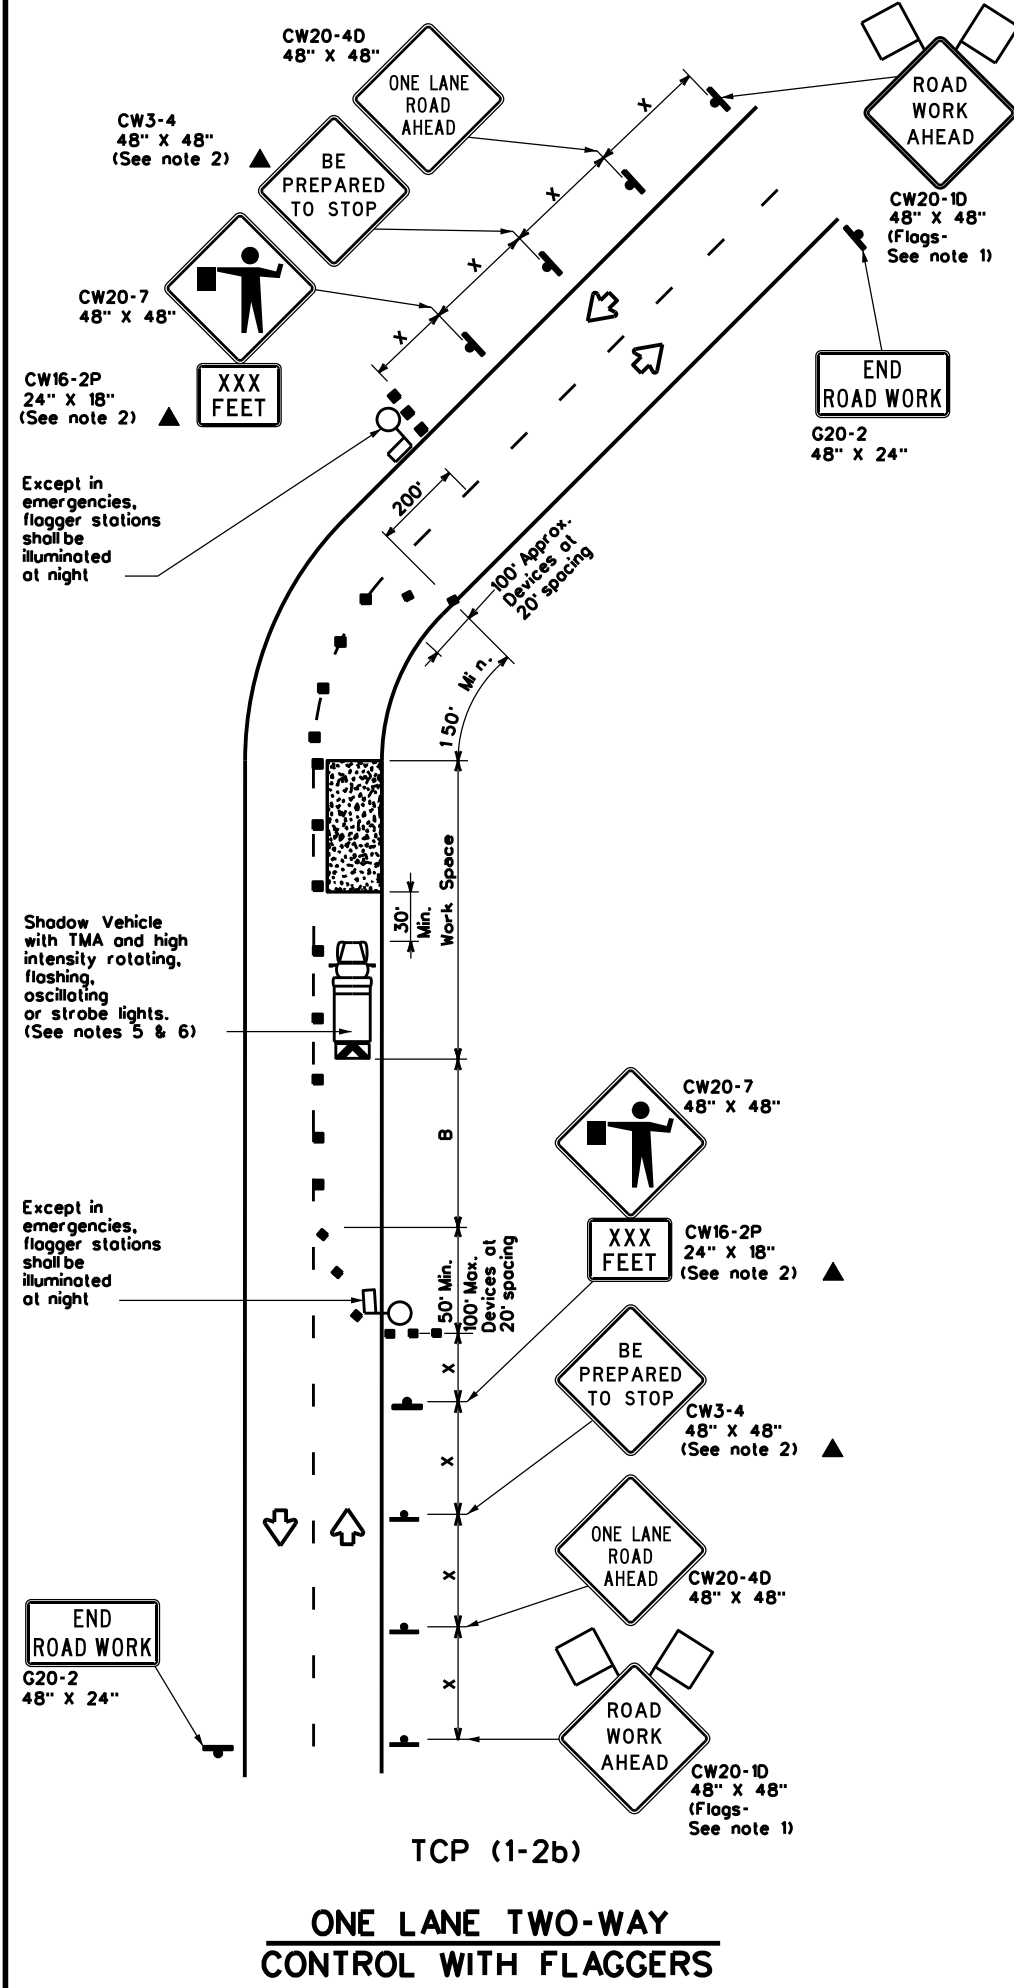 CW20-4D
48" X 48"
ONE LANE
ROAD
AHEAD
X
ROAD
WORK
AHEAD
CW3-4
48" X 48"
(See note 2)
BE
PREPARED
TO STOP
X
CW20-1D
48" X 48"
(Flags-
See note 1)
X
CW20-7
48" X 48"
X
CW16-2P
24" X 18"
(See note 2)
XXX
FEET
END
ROAD WORK
G20-2
48" X 24"
Except in
emergencies,
flagger stations
shall be
illuminated
at night
200'
100' Approx.
Devices at
20' spacing
150' Min.
Work Space
30'
Min.
Shadow Vehicle
with TMA and high
intensity rotating,
flashing,
oscillating
or strobe lights.
(See notes 5 & 6)
B
CW20-7
48" X 48"
XXX
FEET
CW16-2P
24" X 18"
(See note 2)
Except in
emergencies,
flagger stations
shall be
illuminated
at night
50' Min.
100' Max.
Devices at
20' spacing
X
BE
PREPARED
TO STOP
CW3-4
48" X 48"
(See note 2)
X
ONE LANE
ROAD
AHEAD
CW20-4D
48" X 48"
X
END
ROAD WORK
G20-2
48" X 24"
X
ROAD
WORK
AHEAD
CW20-1D
48" X 48"
(Flags-
See note 1)
TCP (1-2b)
ONE LANE TWO-WAY
CONTROL WITH FLAGGERS